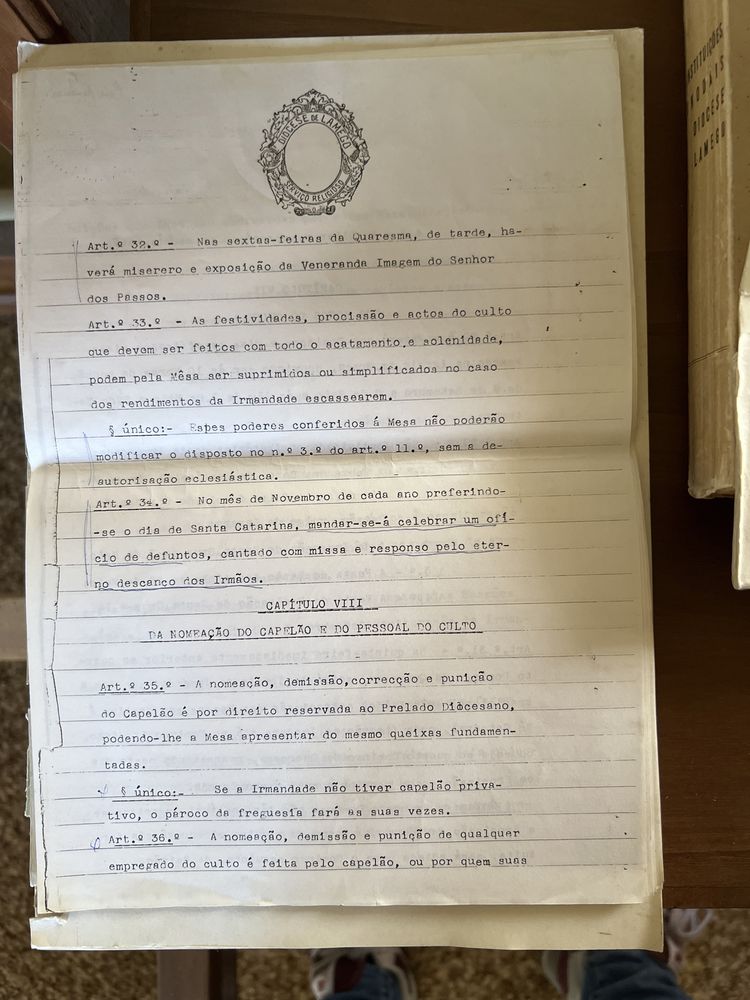 DIOCESE DE LAMEGO
SERVIÇO RELIGIOSO
Art.º 32.º - Nas sextas-feiras da Quaresma, de tarde, ha-
verá miserero e exposição da Veneranda Imagem do Senhor
dos Passos.
Art.º 33.º - As festividades, procissão e actos do culto
que devem ser feitos com todo o acatamento e solenidade,
podem pela Mêsa ser suprimidos ou simplificados no caso
dos rendimentos da Irmandade escassearem.
§ único:- Estes poderes conferidos á Mesa não poderão
modificar o disposto no n.º 3.º do art.º 11.º, sem a de-
autorisação eclesiástica.
Art.º 34.º - No mês de Novembro de cada ano preferindo-
-se o dia de Santa Catarina, mandar-se-á celebrar um ofí-
cio de defuntos, cantado com missa e responso pelo eter-
no descanço dos Irmãos.
CAPÍTULO VIII
DA NOMEAÇÃO DO CAPELÃO E DO PESSOAL DO CULTO
Art.º 35.º - A nomeação, demissão, correcção e punição
do Capelão é por direito reservada ao Prelado Diocesano,
podendo-lhe a Mesa apresentar do mesmo queixas fundamen-
tadas.
§ único:- Se a Irmandade não tiver capelão priva-
tivo, o pároco da freguesia fará as suas vezes.
Art.º 36.º - A nomeação, demissão e punição de qualquer
empregado do culto é feita pelo capelão, ou por quem suas
DIOCESE
LAMEGO